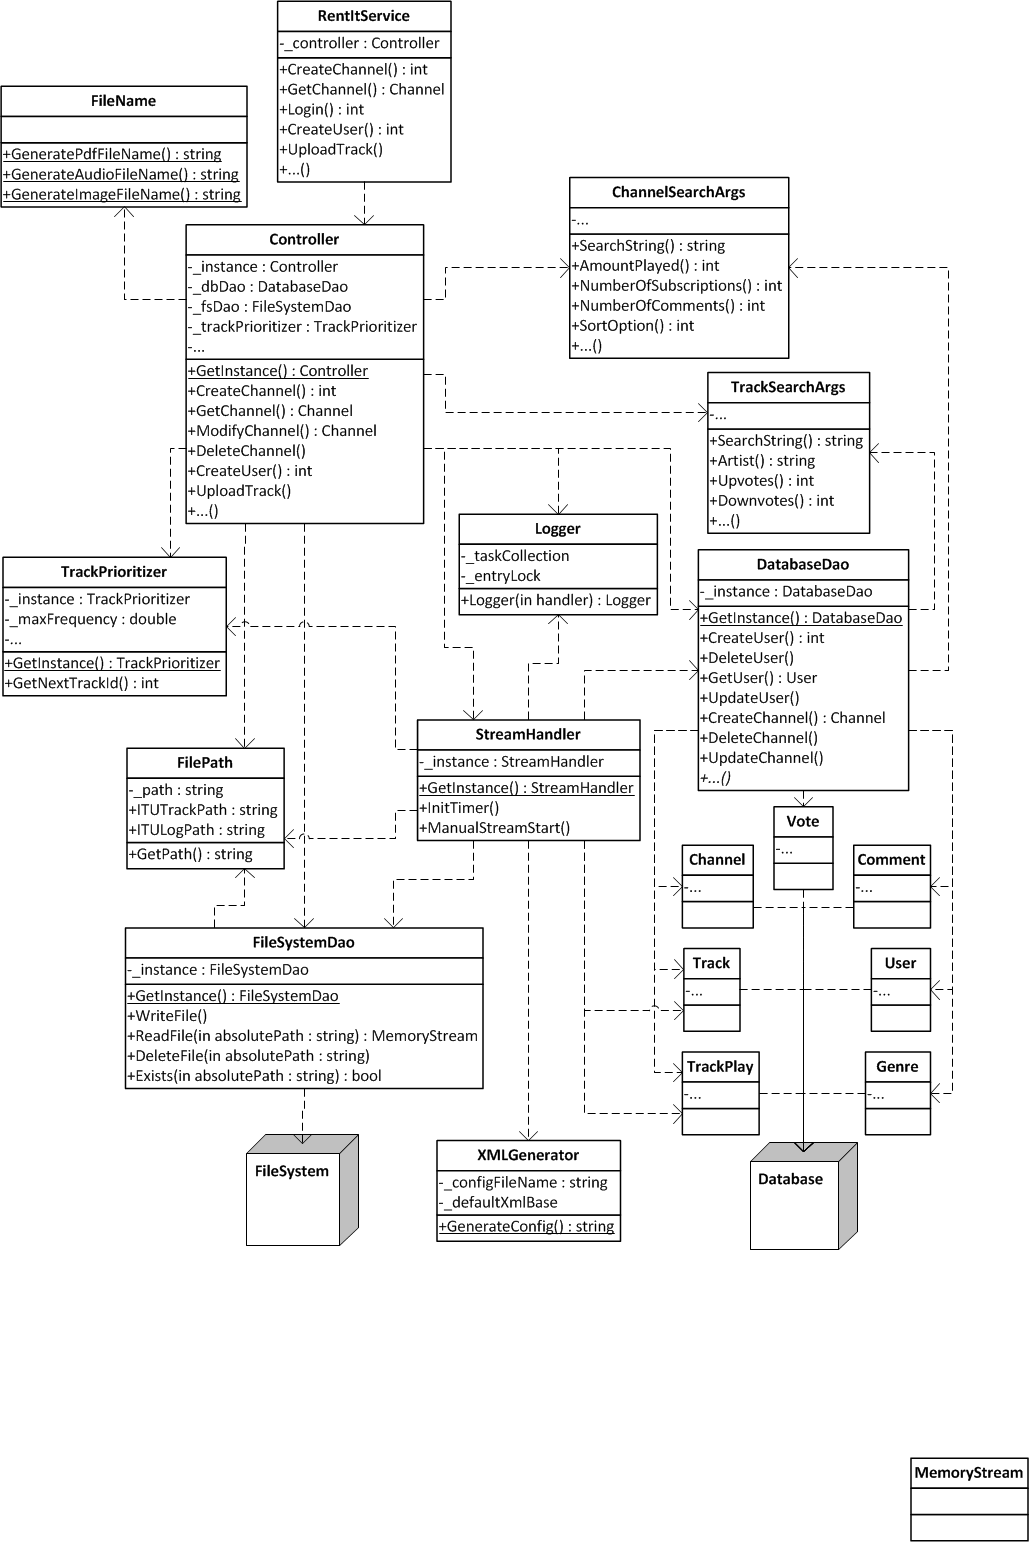 RentItService
-_controller : Controller
+CreateChannel() : int
+GetChannel() : Channel
+Login() : int
+CreateUser() : int
+UploadTrack()
+...()
FileName
+GeneratePdfFileName() : string
+GenerateAudioFileName() : string
+GenerateImageFileName() : string
ChannelSearchArgs
-...
+SearchString() : string
+AmountPlayed() : int
+NumberOfSubscriptions() : int
+NumberOfComments() : int
+SortOption() : int
+...()
Controller
-_instance : Controller
-_dbDao : DatabaseDao
-_fsDao : FileSystemDao
-_trackPrioritizer : TrackPrioritizer
-...
+GetInstance() : Controller
+CreateChannel() : int
+GetChannel() : Channel
+ModifyChannel() : Channel
+DeleteChannel()
+CreateUser() : int
+UploadTrack()
+...()
TrackSearchArgs
-...
+SearchString() : string
+Artist() : string
+Upvotes() : int
+Downvotes() : int
+...()
Logger
-_taskCollection
-_entryLock
+Logger(in handler) : Logger
TrackPrioritizer
-_instance : TrackPrioritizer
-_maxFrequency : double
-...
+GetInstance() : TrackPrioritizer
+GetNextTrackId() : int
DatabaseDao
-_instance : DatabaseDao
+GetInstance() : DatabaseDao
+CreateUser() : int
+DeleteUser()
+GetUser() : User
+UpdateUser()
+CreateChannel() : Channel
+DeleteChannel()
+UpdateChannel()
+...()
StreamHandler
-_instance : StreamHandler
+GetInstance() : StreamHandler
+InitTimer()
+ManualStreamStart()
FilePath
-_path : string
+ITUTrackPath : string
+ITULogPath : string
+GetPath() : string
Vote
-...
Channel
-...
Comment
-...
FileSystemDao
-_instance : FileSystemDao
+GetInstance() : FileSystemDao
+WriteFile()
+ReadFile(in absolutePath : string) : MemoryStream
+DeleteFile(in absolutePath : string)
+Exists(in absolutePath : string) : bool
Track
-...
User
-...
TrackPlay
-...
Genre
-...
FileSystem
XMLGenerator
-_configFileName : string
-_defaultXmlBase
+GenerateConfig() : string
Database
MemoryStream